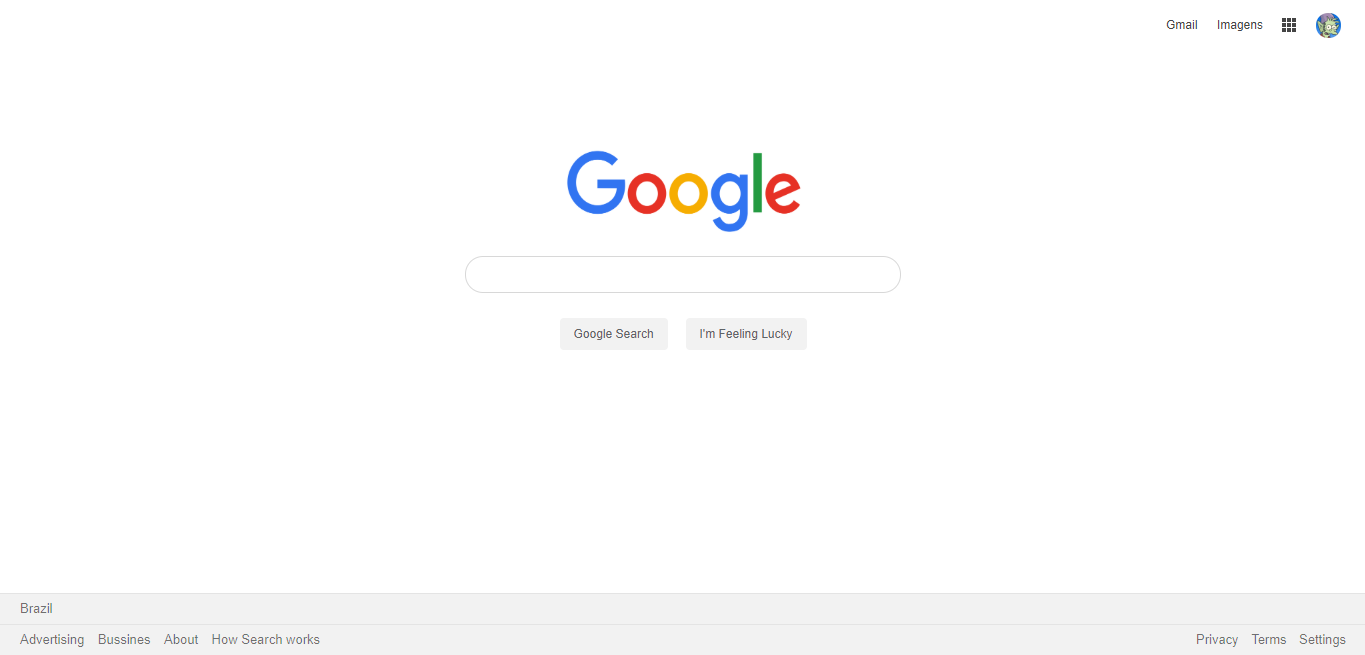 Gmail Imagens
Google
Google Search I'm Feeling Lucky
Brazil
Advertising Bussines About How Search works Privacy Terms Settings